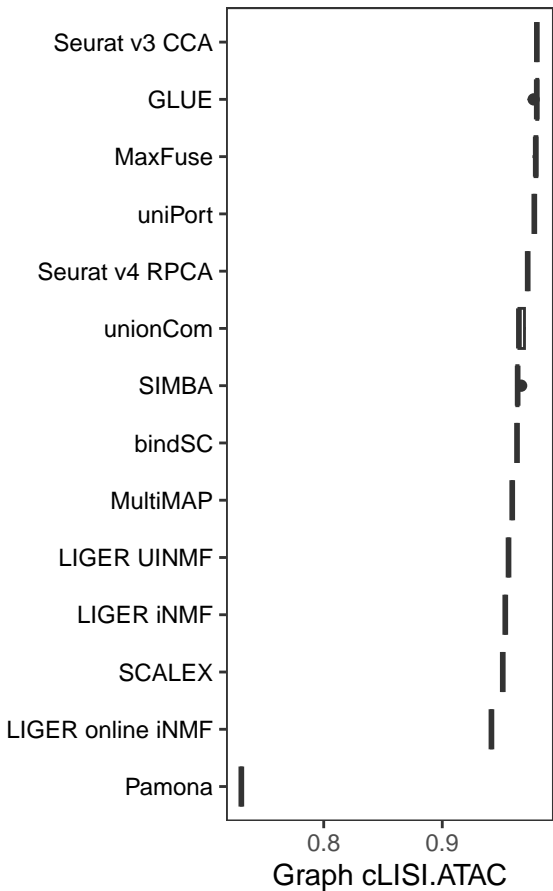 Seurat v3 CCA
GLUE
MaxFuse
uniPort
Seurat v4 RPCA
unionCom
SIMBA
bindSC
MultiMAP
LIGER UINMF
LIGER iNMF
SCALEX
LIGER online iNMF
Pamona
0.8 0.9
Graph cLISI.ATAC